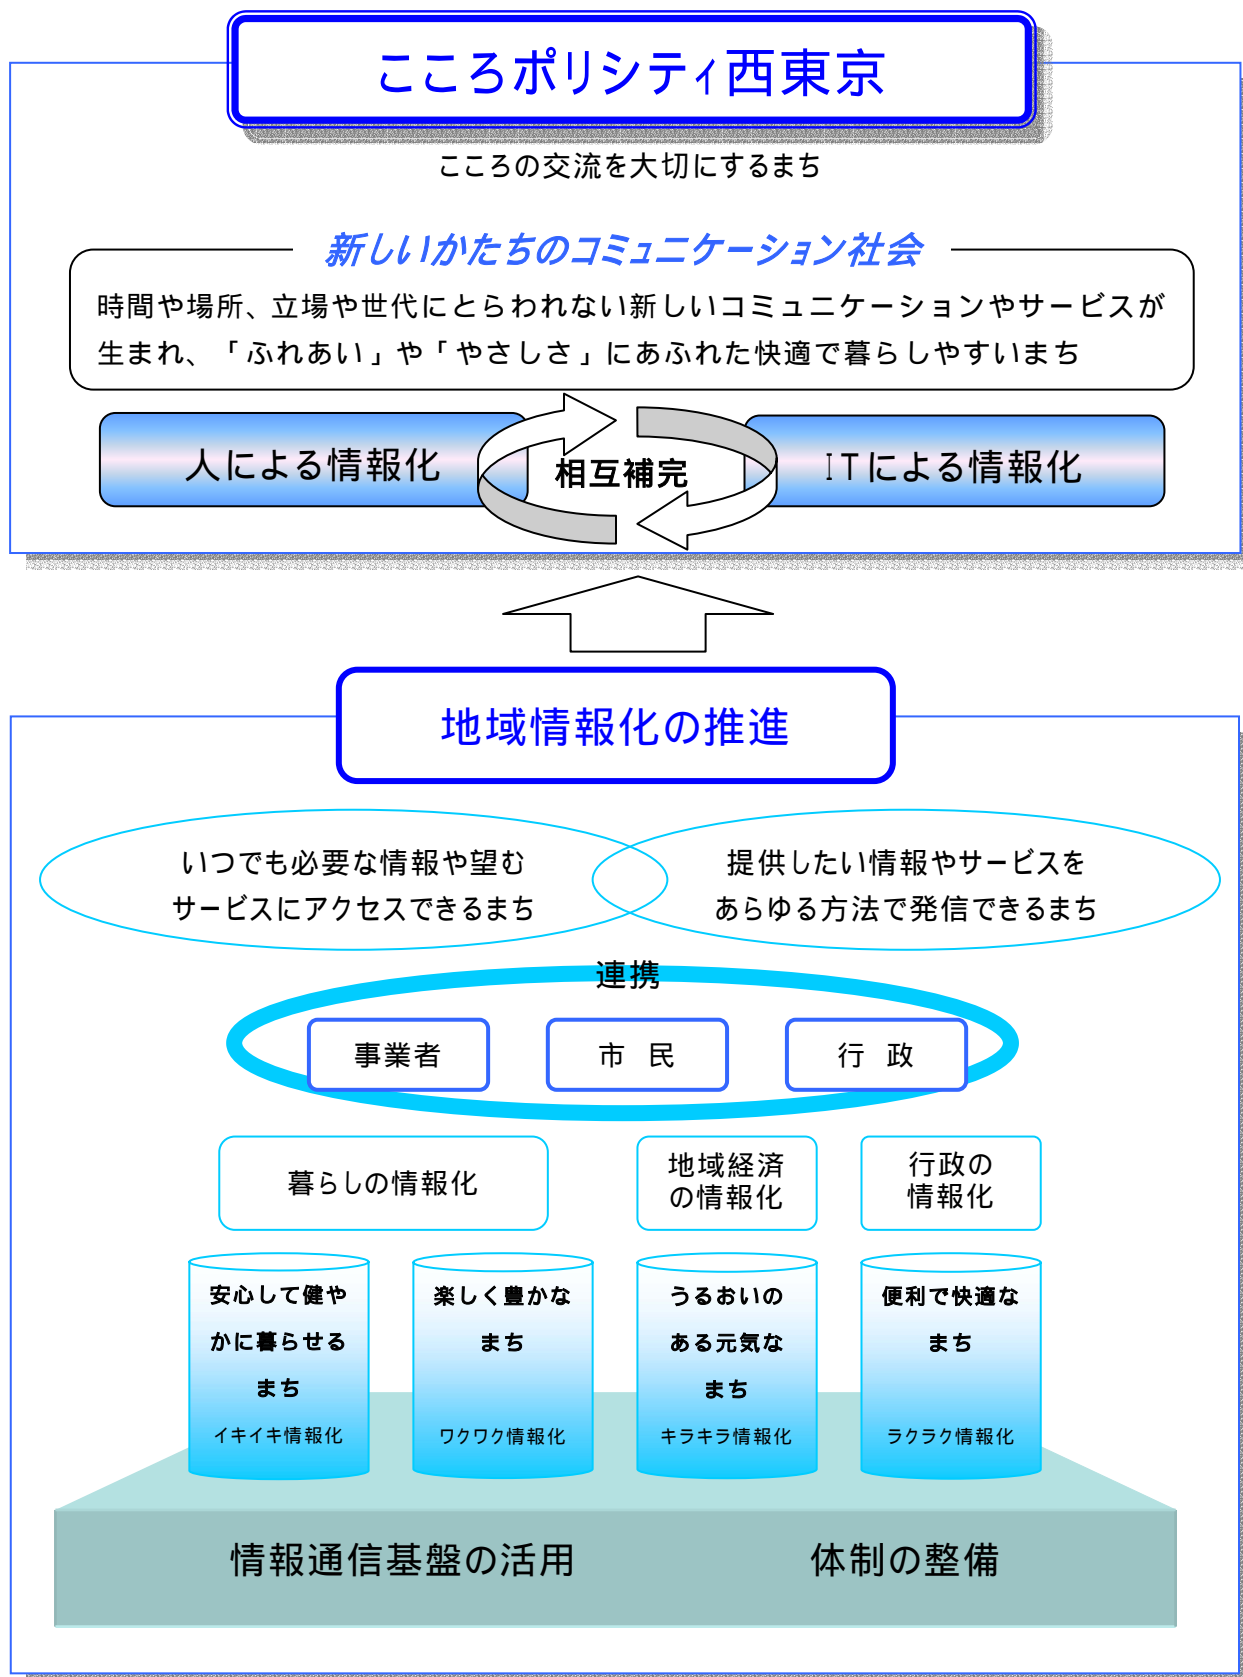 こころポリシティ西東京
こころの交流を大切にするまち
新しいかたちのコミュニケーション社会
時間や場所、立場や世代にとらわれない新しいコミュニケーションやサービスが
生まれ、「ふれあい」や「やさしさ」にあふれた快適で暮らしやすいまち
人による情報化
相互補完
ITによる情報化
地域情報化の推進
いつでも必要な情報や望む
サービスにアクセスできるまち
提供したい情報やサービスを
あらゆる方法で発信できるまち
連携
事業者
市 民
行 政
暮らしの情報化
地域経済
の情報化
行政の
情報化
安心して健や
かに暮らせる
まち
イキイキ情報化
楽しく豊かな
まち
ワクワク情報化
うるおいの
ある元気な
まち
キラキラ情報化
便利で快適な
まち
ラクラク情報化
情報通信基盤の活用
体制の整備